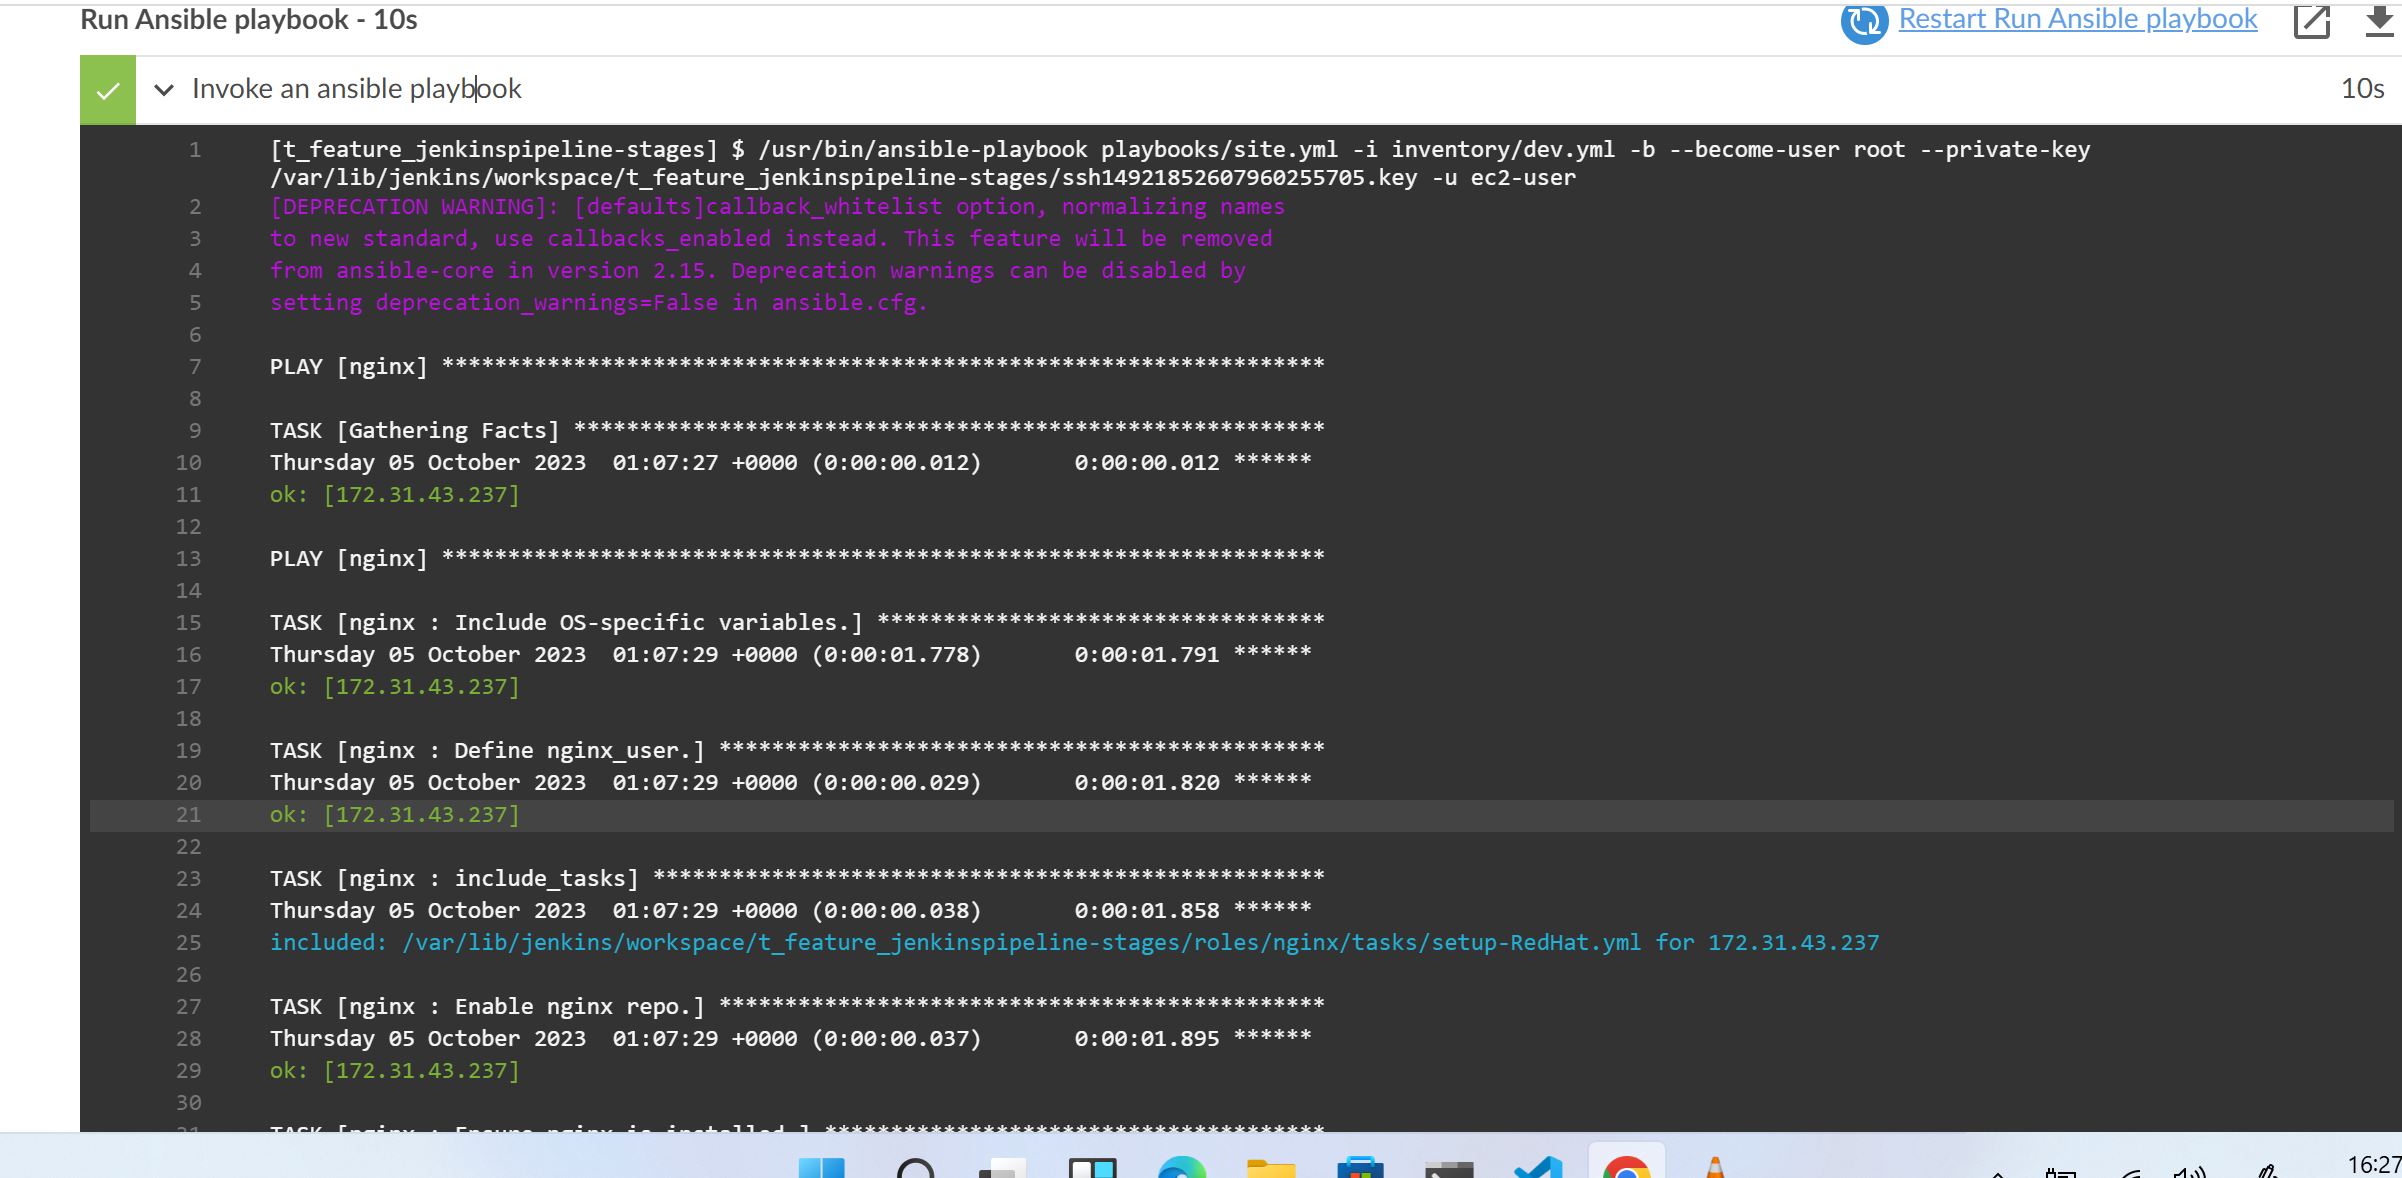 Run Ansible playbook - 10s
Restart Run Ansible playbook
Invoke an ansible playbook
10s
1 [t_feature_jenkinspipeline-stages] $ /usr/bin/ansible-playbook playbooks/site.yml -i inventory/dev.yml -b --become-user root --private-key
/var/lib/jenkins/workspace/t_feature_jenkinspipeline-stages/ssh14921852607960255705.key -u ec2-user
2 [DEPRECATION WARNING]: [defaults]callback_whitelist option, normalizing names
3 to new standard, use callbacks_enabled instead. This feature will be removed
4 from ansible-core in version 2.15. Deprecation warnings can be disabled by
5 setting deprecation_warnings=False in ansible.cfg.
6
7 PLAY [nginx] *******************************************************************
8
9 TASK [Gathering Facts] *********************************************************
10 Thursday 05 October 2023  01:07:27 +0000 (0:00:00.012)       0:00:00.012 ******
11 ok: [172.31.43.237]
12
13 PLAY [nginx] *******************************************************************
14
15 TASK [nginx : Include OS-specific variables.] **********************************
16 Thursday 05 October 2023  01:07:29 +0000 (0:00:01.778)       0:00:01.791 ******
17 ok: [172.31.43.237]
18
19 TASK [nginx : Define nginx_user.] **********************************************
20 Thursday 05 October 2023  01:07:29 +0000 (0:00:00.029)       0:00:01.820 ******
21 ok: [172.31.43.237]
22
23 TASK [nginx : include_tasks] ***************************************************
24 Thursday 05 October 2023  01:07:29 +0000 (0:00:00.038)       0:00:01.858 ******
25 included: /var/lib/jenkins/workspace/t_feature_jenkinspipeline-stages/roles/nginx/tasks/setup-RedHat.yml for 172.31.43.237
26
27 TASK [nginx : Enable nginx repo.] **********************************************
28 Thursday 05 October 2023  01:07:29 +0000 (0:00:00.037)       0:00:01.895 ******
29 ok: [172.31.43.237]
30
31 TASK [nginx : Ensure nginx is installed.] **************************************
16:27